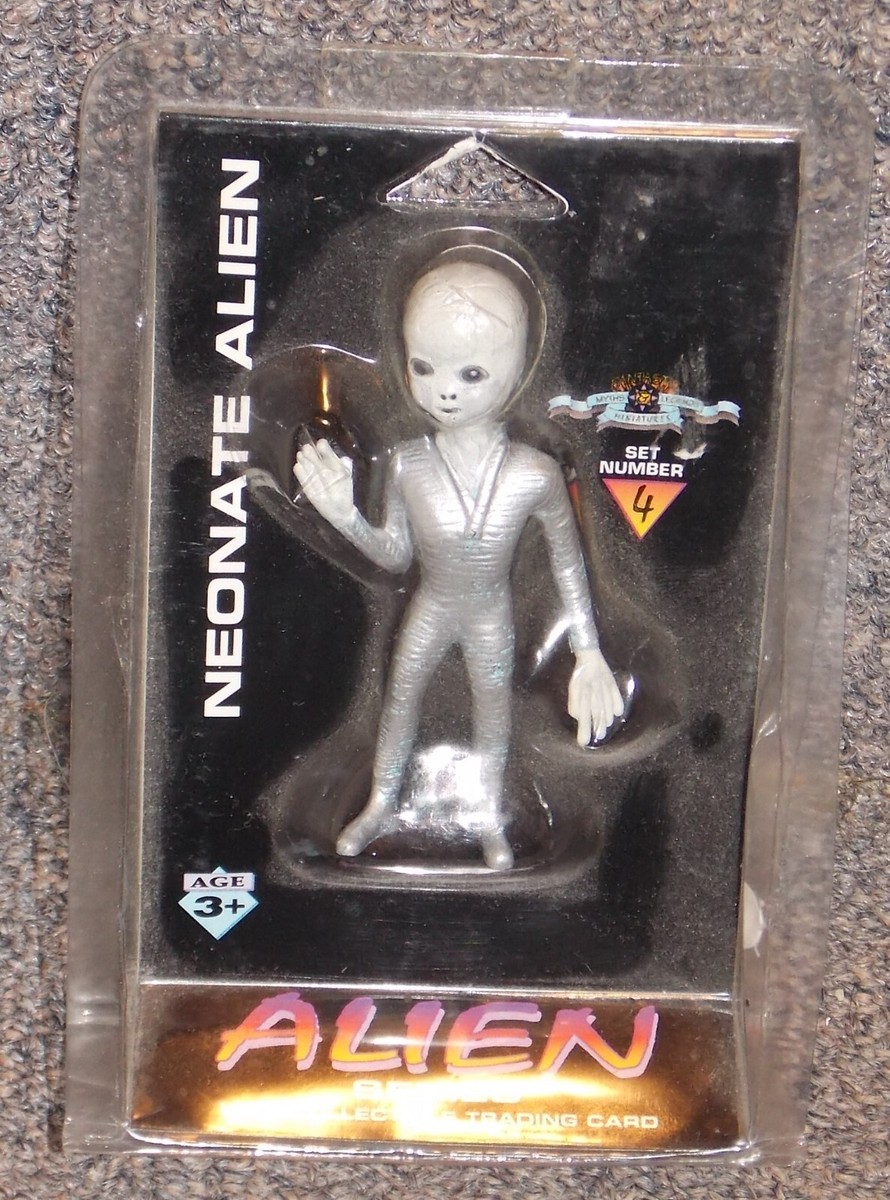 NEONATE ALIEN
MYTHS LEGENDS
MINIATURES
SET
NUMBER
4
AGE
3+
ALIEN
TRADING CARD